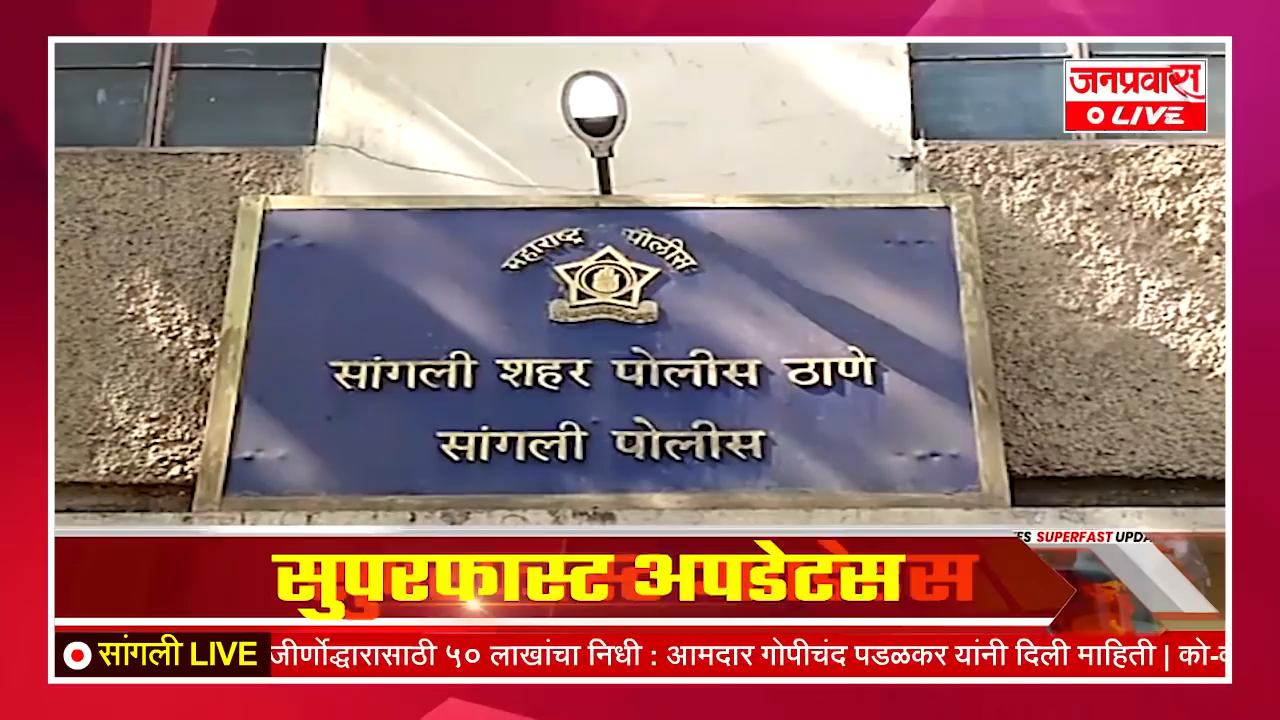 जनप्रवास
LIVE
महाराष्ट्र पोलीस
सांगली शहर पोलीस ठाणे
सांगली पोलीस
SUPERFAST
सुपरफास्ट अपडेटस
सांगली LIVE
जीर्णोद्धारासाठी ५० लाखांचा निधी : आमदार गोपीचंद पडळकर यांनी दिली माहिती |